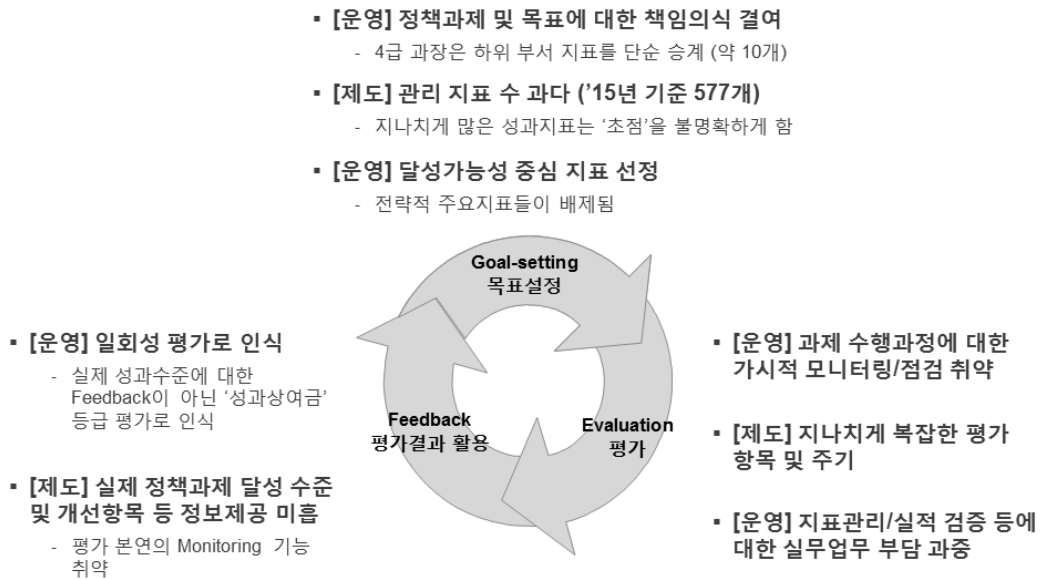 ▪ [운영] 정책과제 및 목표에 대한 책임의식 결여
- 4급 과장은 하위 부서 지표를 단순 승계 (약 10개)
▪ [제도] 관리 지표 수 과다 (’15년 기준 577개)
- 지나치게 많은 성과지표는 ‘초점’을 불명확하게 함
▪ [운영] 달성가능성 중심 지표 선정
- 전략적 주요지표들이 배제됨
Goal-setting
목표설정
▪ [운영] 일회성 평가로 인식
- 실제 성과수준에 대한
Feedback이 아닌 ‘성과상여금’
등급 평가로 인식
▪ [제도] 실제 정책과제 달성 수준
및 개선항목 등 정보제공 미흡
- 평가 본연의 Monitoring 기능
취약
Feedback
평가결과 활용
Evaluation
평가
▪ [운영] 과제 수행과정에 대한
가시적 모니터링/점검 취약
▪ [제도] 지나치게 복잡한 평가
항목 및 주기
▪ [운영] 지표관리/실적 검증 등에
대한 실무업무 부담 과중